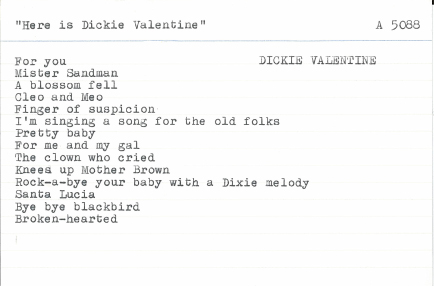 "Here is Dickie Valentine" A 5088
For you DICKIE VALENTINE
Mister Sandman
A blossom fell
Cleo and Meo
Finger of suspicion
I'm singing a song for the old folks
Pretty baby
For me and my gal
The clown who cried
Knees up Mother Brown
Rock-a-bye your baby with a Dixie melody
Santa Lucia
Bye bye blackbird
Broken-hearted